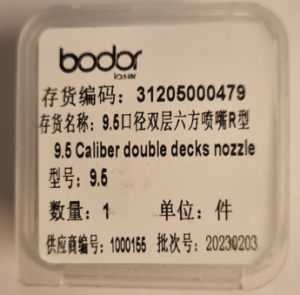 bodor
laser
存货编码：31205000479
存货名称：9.5口径双层六方喷嘴R型
9.5 Caliber double decks nozzle
型号：9.5
数量：1 单位：件
供应商编号：1000155 批次号：20230203